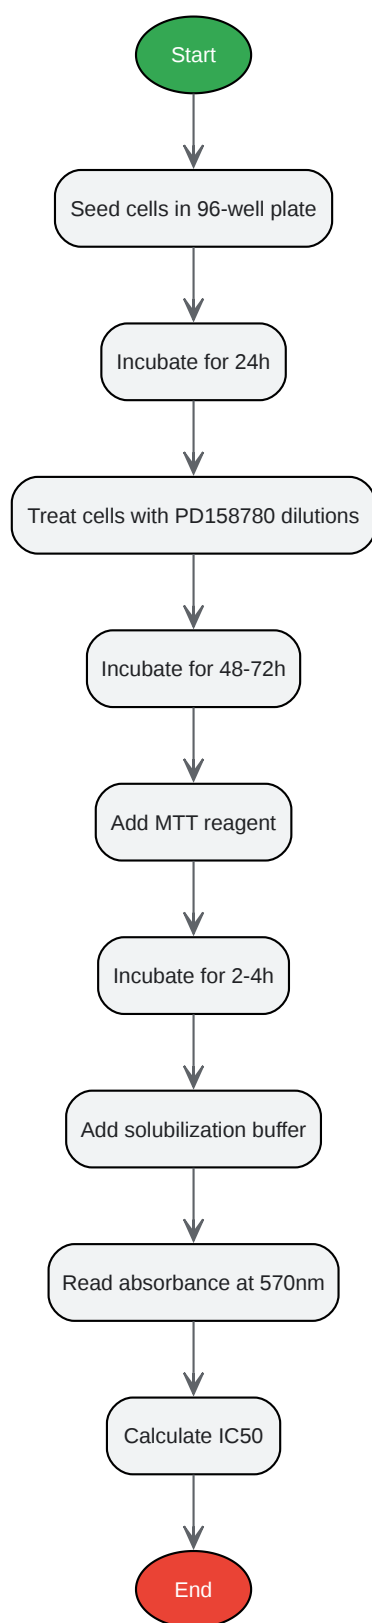 Start
Seed cells in 96-well plate
Incubate for 24h
Treat cells with PD158780 dilutions
Incubate for 48-72h
Add MTT reagent
Incubate for 2-4h
Add solubilization buffer
Read absorbance at 570nm
Calculate IC50
End